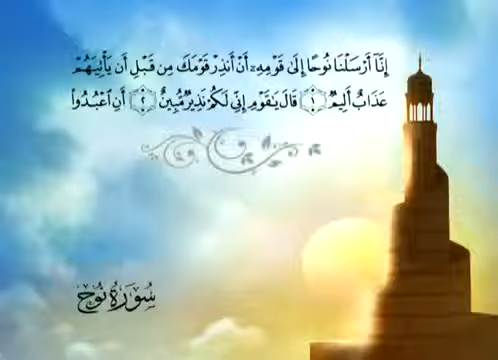 إِنَّآ أَرْسَلْنَا نُوحًا إِلَىٰ قَوْمِهِۦٓ أَنْ أَنذِرْ قَوْمَكَ مِن قَبْلِ أَن يَأْتِيَهُمْ
عَذَابٌ أَلِيمٌ ١ قَالَ يَٰقَوْمِ إِنِّى لَكُمْ نَذِيرٌ مُّبِينٌ ٢ أَنِ ٱعْبُدُوا۟
سُورَةُ نُوحٍ